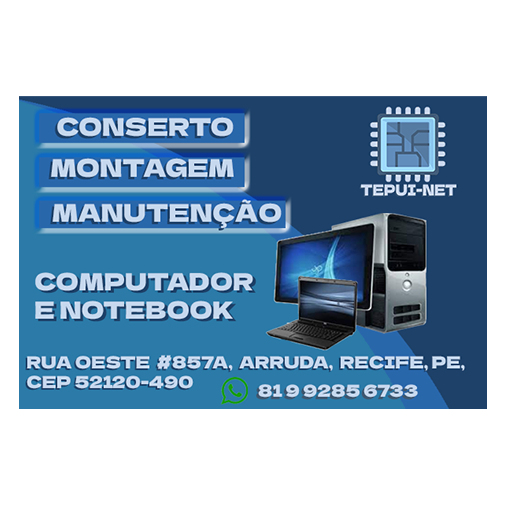 CONSERTO
MONTAGEM
MANUTENÇÃO
TEPUI-NET
COMPUTADOR
E NOTEBOOK
RUA OESTE #857A, ARRUDA, RECIFE, PE,
CEP 52120-490
81 9 9285 6733